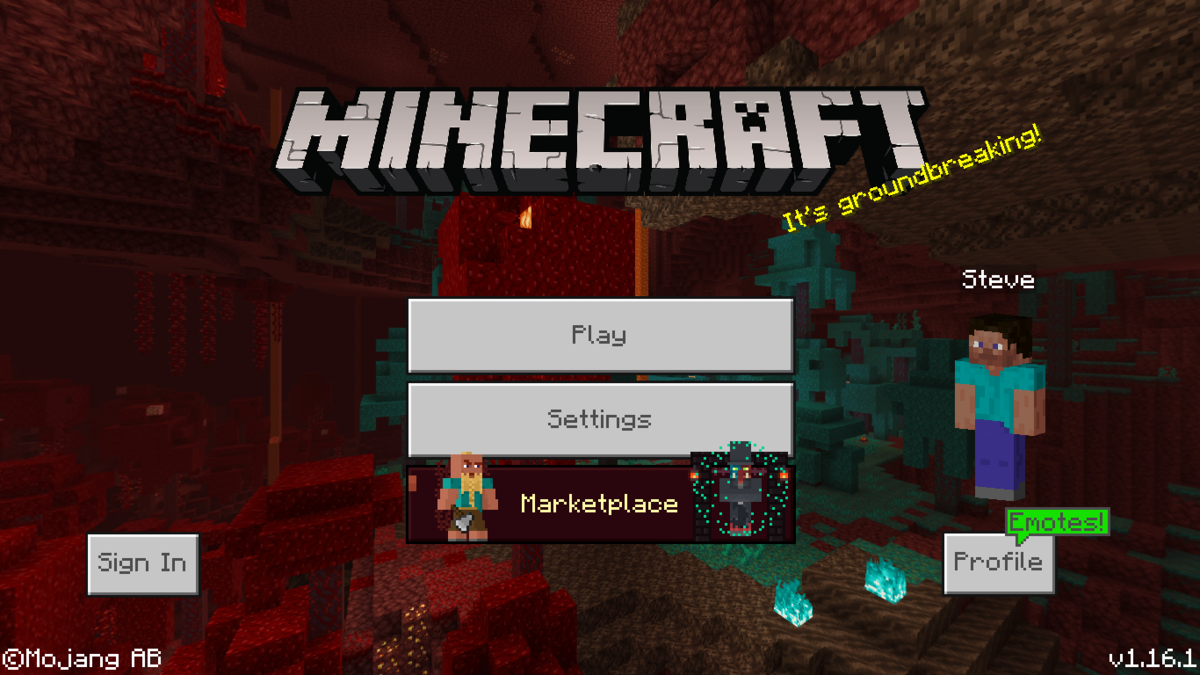 MINECRAFT
It's groundbreaking!
Steve
Play
Settings
Marketplace
Emotes!
Sign In
Profile
©Mojang AB
v1.16.1